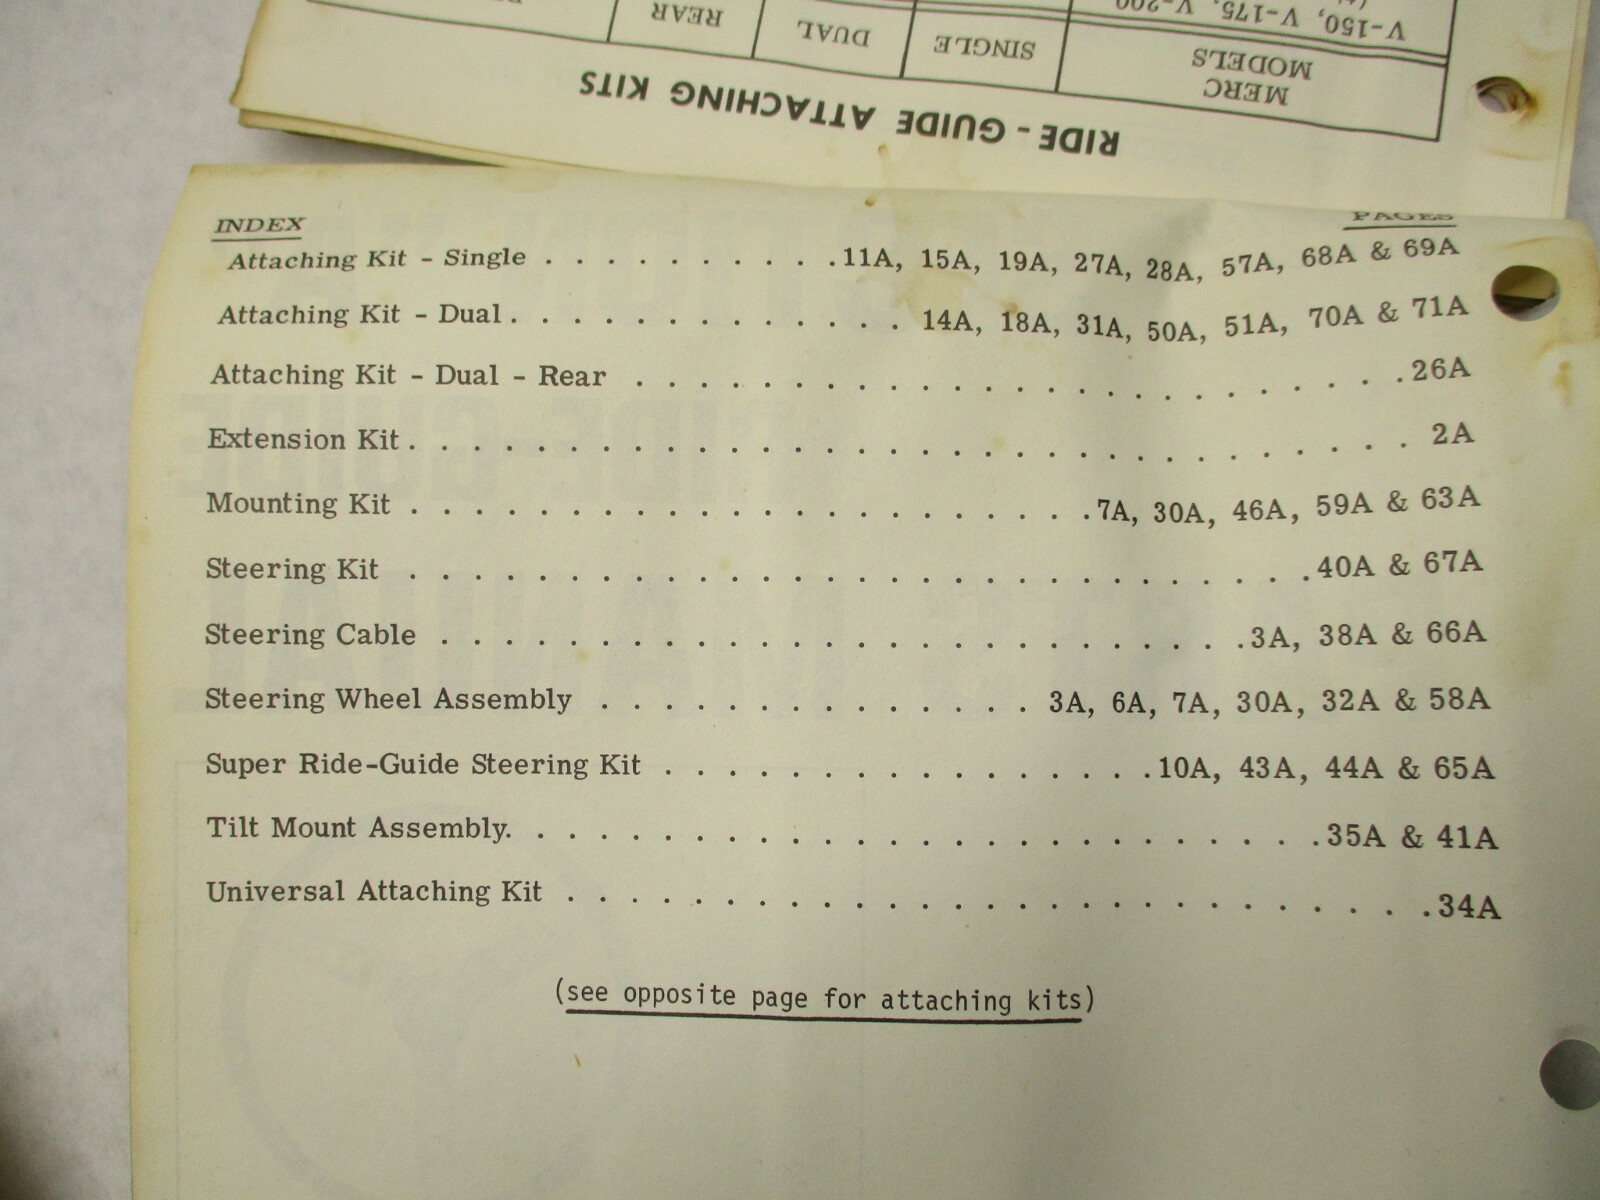 RIDE - GUIDE ATTACHING KITS
MERC
MODELS
SINGLE
DUAL
REAR
V-150, V-175, V-200
INDEX
PAGES
Attaching Kit - Single . . . . . . . . . . .11A, 15A, 19A, 27A, 28A, 57A, 68A & 69A
Attaching Kit - Dual . . . . . . . . . . . . . 14A, 18A, 31A, 50A, 51A, 70A & 71A
Attaching Kit - Dual - Rear . . . . . . . . . . . . . . . . . . . . . . . . .26A
Extension Kit . . . . . . . . . . . . . . . . . . . . . . . . . . . . . . . . 2A
Mounting Kit . . . . . . . . . . . . . . . . . . . . . .7A, 30A, 46A, 59A & 63A
Steering Kit . . . . . . . . . . . . . . . . . . . . . . . . . . . . .40A & 67A
Steering Cable . . . . . . . . . . . . . . . . . . . . . . . . . .3A, 38A & 66A
Steering Wheel Assembly . . . . . . . . . . . . . . 3A, 6A, 7A, 30A, 32A & 58A
Super Ride-Guide Steering Kit . . . . . . . . . . . . . . . .10A, 43A, 44A & 65A
Tilt Mount Assembly. . . . . . . . . . . . . . . . . . . . . . . . . .35A & 41A
Universal Attaching Kit . . . . . . . . . . . . . . . . . . . . . . . . . . . .34A
(see opposite page for attaching kits)